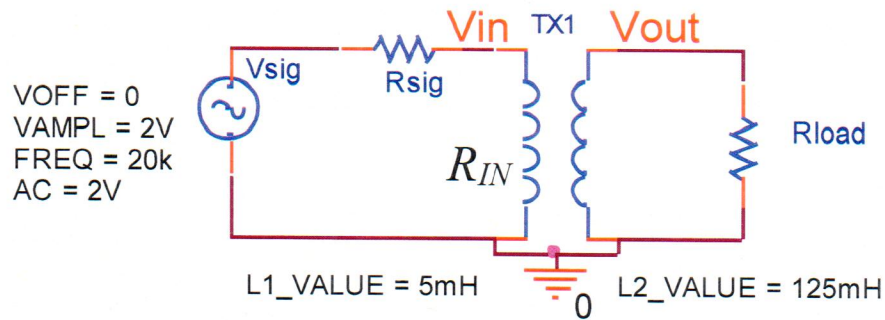 Vin
TX1
Vout
Vsig
Rsig
VOFF = 0
VAMPL = 2V
FREQ = 20k
AC = 2V
RIN
Rload
L1_VALUE = 5mH
0
L2_VALUE = 125mH